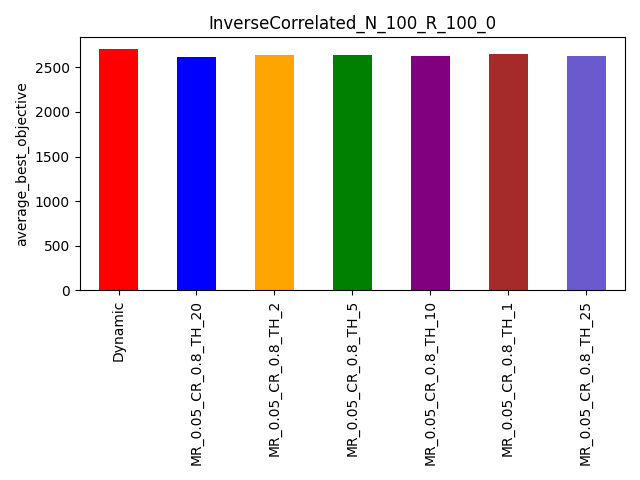 InverseCorrelated_N_100_R_100_0
average_best_objective
2500
2000
1500
1000
500
0
Dynamic
MR_0.05_CR_0.8_TH_20
MR_0.05_CR_0.8_TH_2
MR_0.05_CR_0.8_TH_5
MR_0.05_CR_0.8_TH_10
MR_0.05_CR_0.8_TH_1
MR_0.05_CR_0.8_TH_25